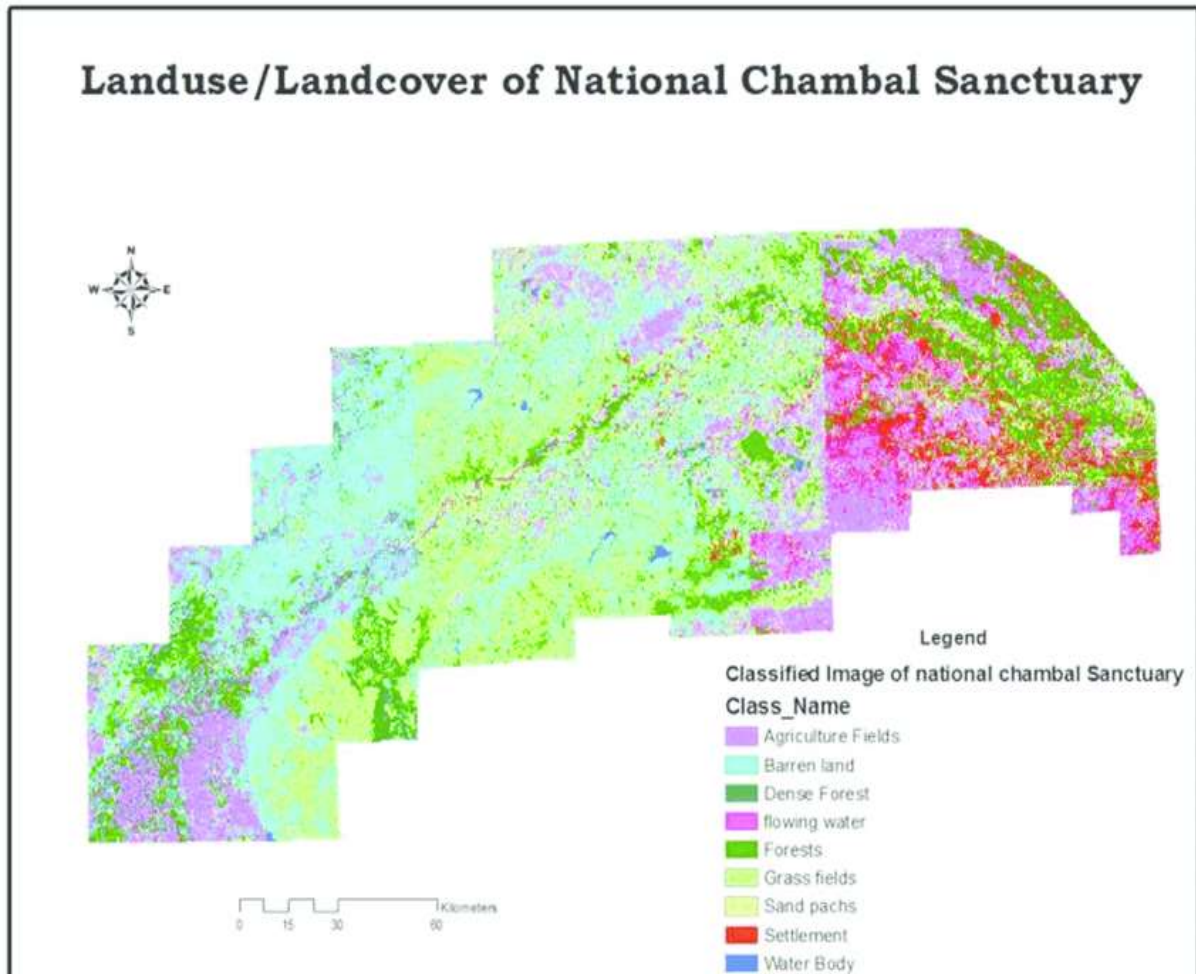 Landuse/Landcover of National Chambal Sanctuary
N
W E
S
Legend
Classified Image of national chambal Sanctuary
Class_Name
Agriculture Fields
Barren land
Dense Forest
flowing water
Forests
Grass fields
Sand pachs
Settlement
Water Body
Kilometers
0 15 30 60